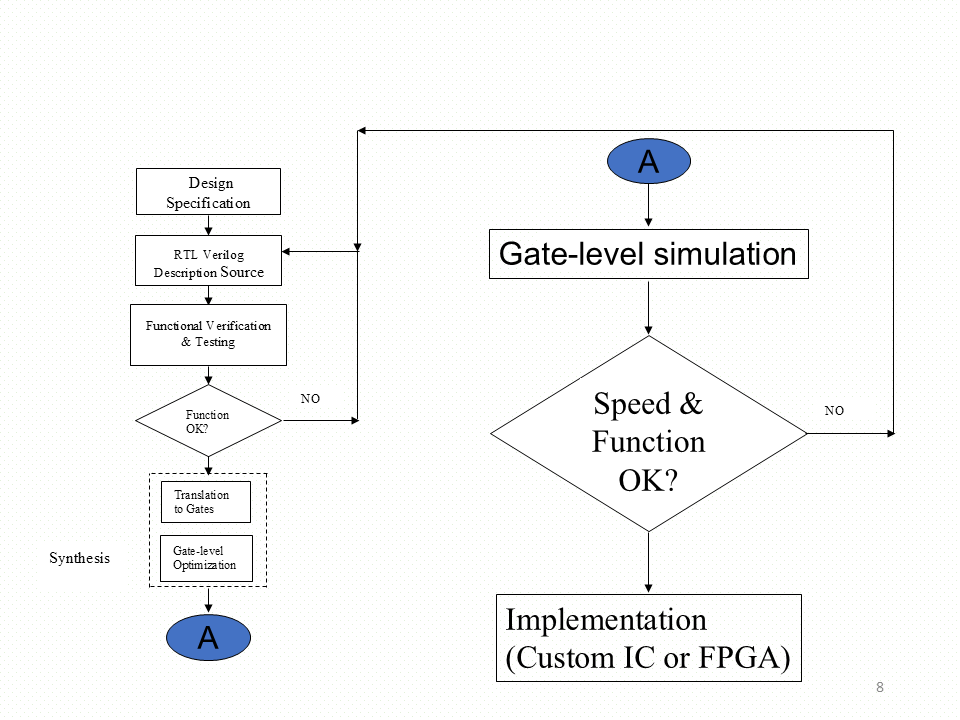 Design
Specification
RTL Verilog
Description Source
Functional Verification
& Testing
Function
OK?
NO
Translation
to Gates
Gate-level
Optimization
Synthesis
A
A
Gate-level simulation
Speed &
Function
OK?
NO
Implementation
(Custom IC or FPGA)
8